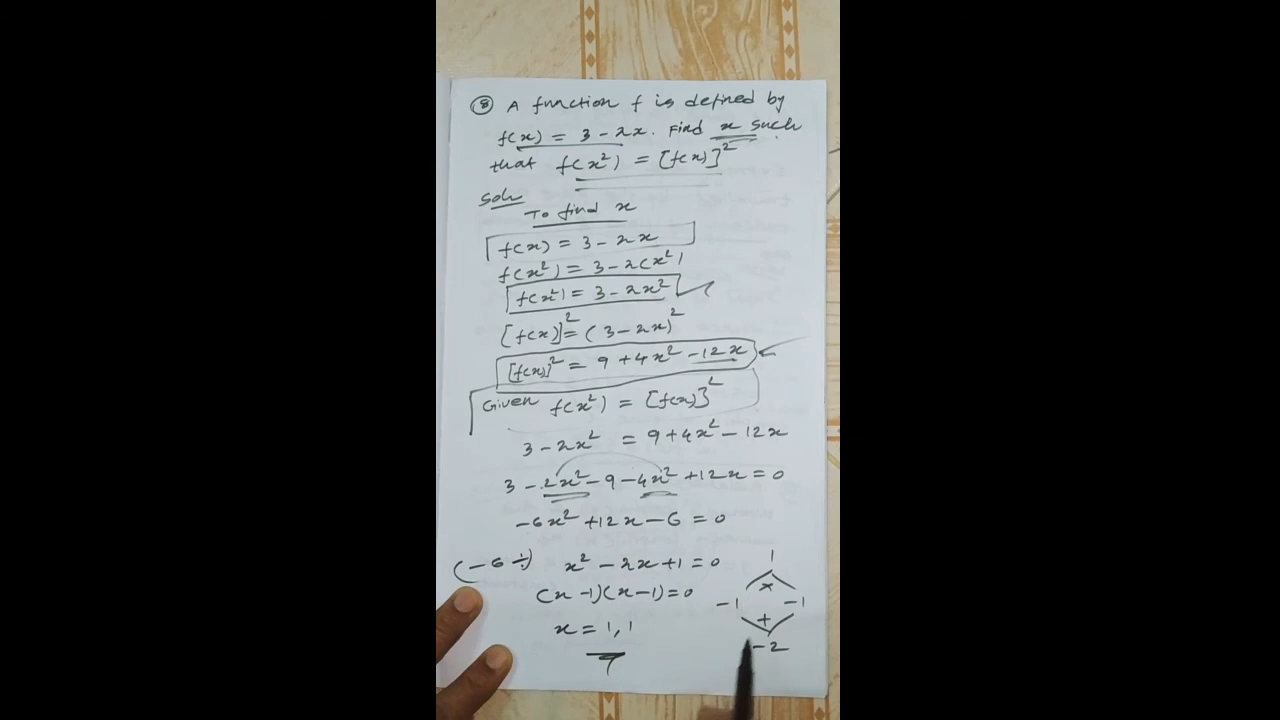 ⑧ A function f is defined by
f(x) = 3 - 2x. Find x such
that f(x²) = [f(x)]²
Soln
To find x
f(x) = 3 - 2x
f(x²) = 3 - 2(x²)
f(x²) = 3 - 2x²
[f(x)]² = (3 - 2x)²
[f(x)]² = 9 + 4x² - 12x
Given f(x²) = [f(x)]²
3 - 2x² = 9 + 4x² - 12x
3 - 2x² - 9 - 4x² + 12x = 0
-6x² + 12x - 6 = 0
(-6 ÷) x² - 2x + 1 = 0
(x - 1)(x - 1) = 0
x = 1, 1
1
×
-1 -1
+
-2